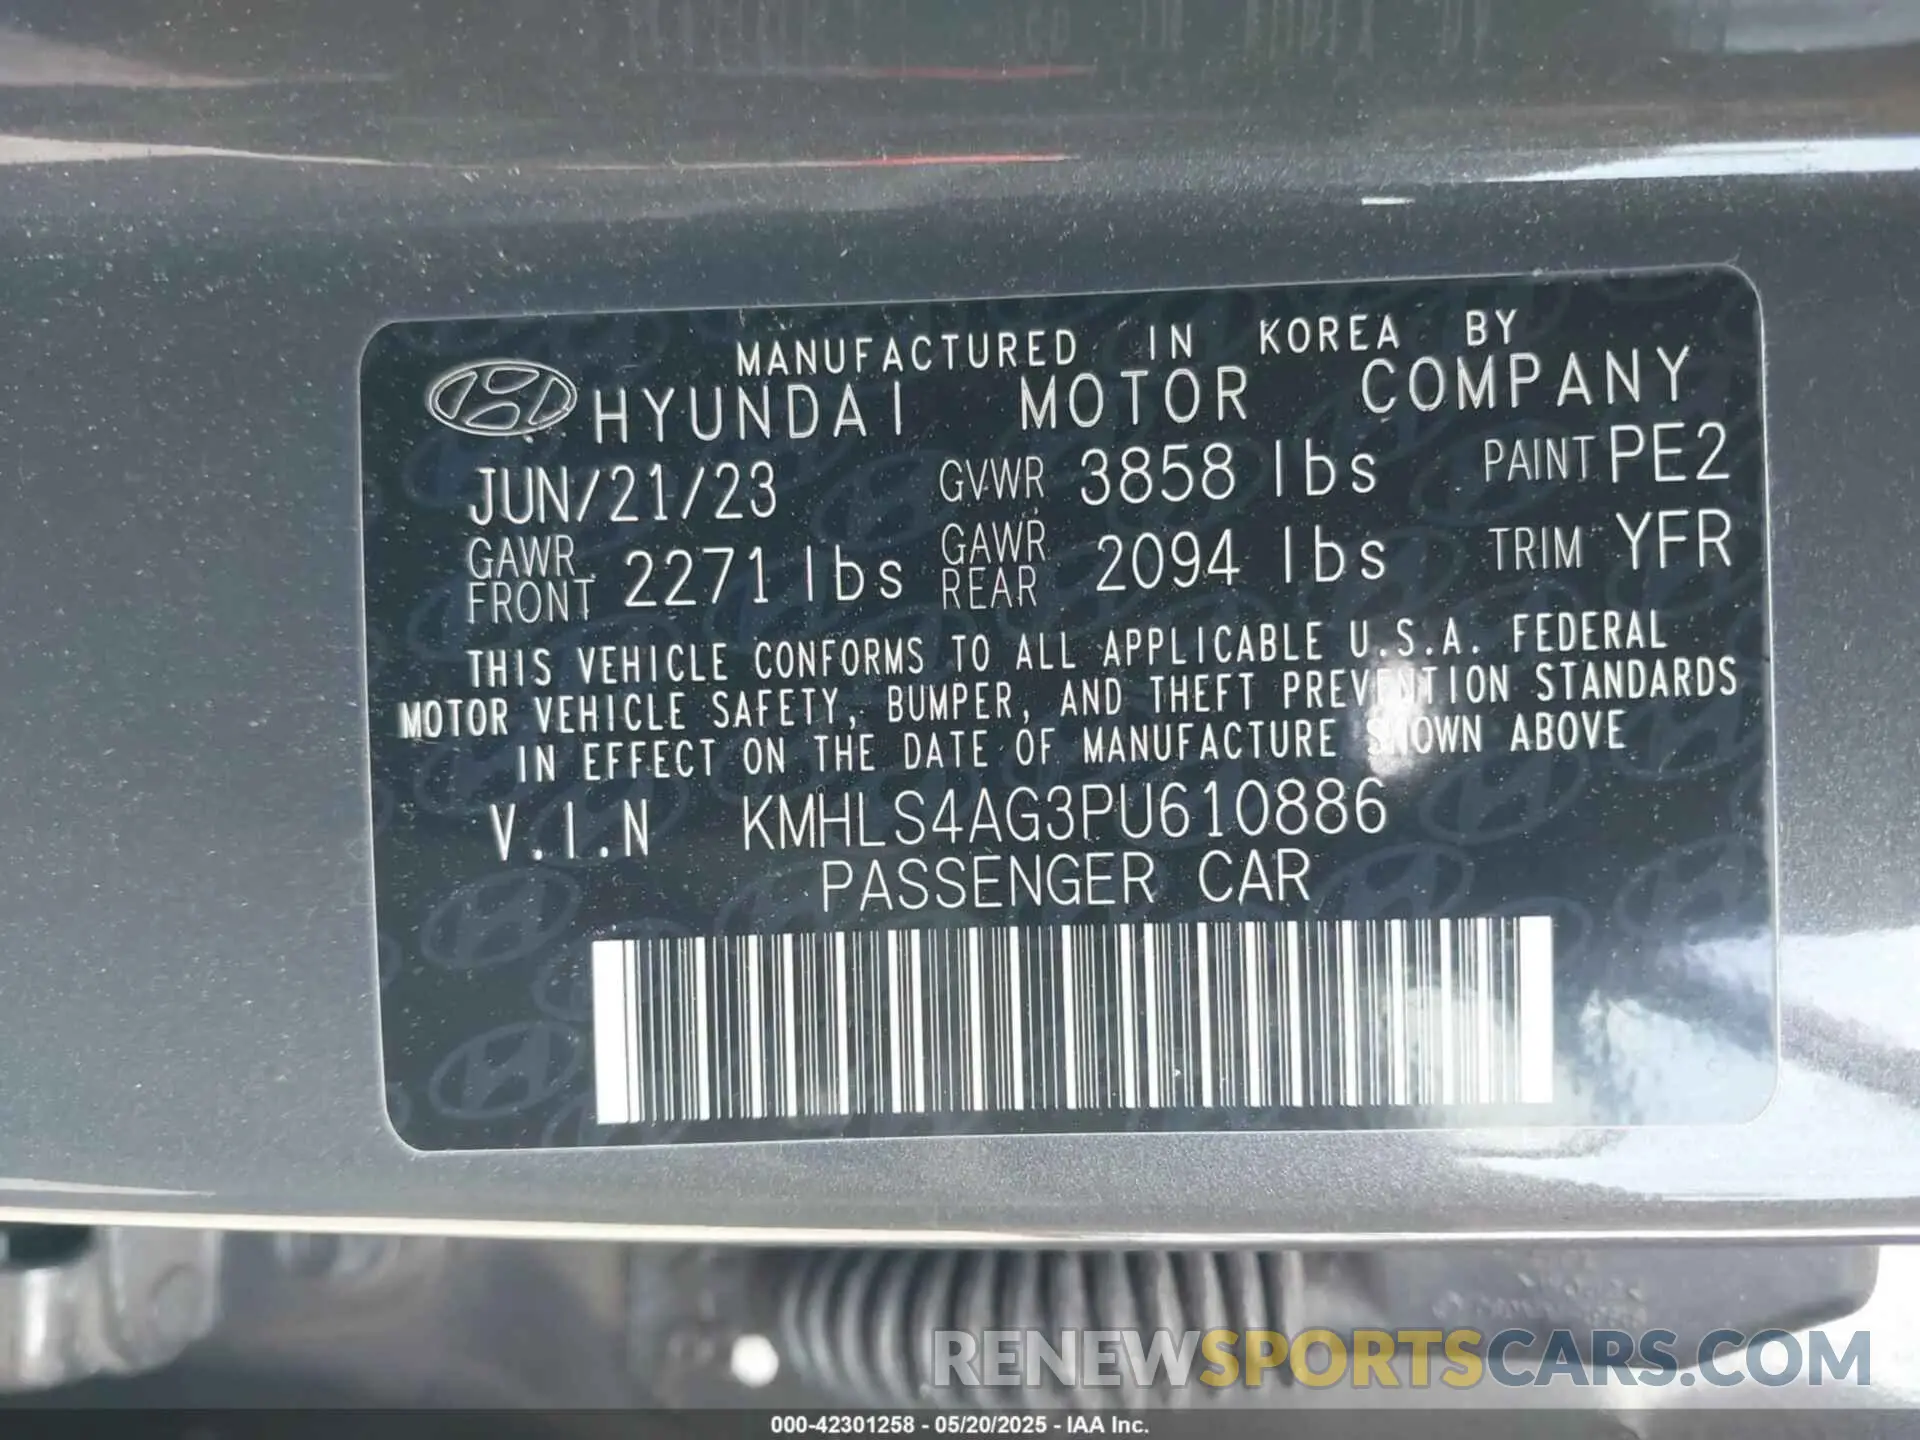 MANUFACTURED IN KOREA BY
HYUNDAI MOTOR COMPANY
JUN/21/23 GVWR 3858 lbs PAINT PE2
GAWR FRONT 2271 lbs GAWR REAR 2094 lbs TRIM YFR
THIS VEHICLE CONFORMS TO ALL APPLICABLE U.S.A. FEDERAL
MOTOR VEHICLE SAFETY, BUMPER, AND THEFT PREVENTION STANDARDS
IN EFFECT ON THE DATE OF MANUFACTURE SHOWN ABOVE
V.I.N KMHLS4AG3PU610886
PASSENGER CAR
RENEWSPORTSCARS.COM
000-42301258 - 05/20/2025 - IAA Inc.